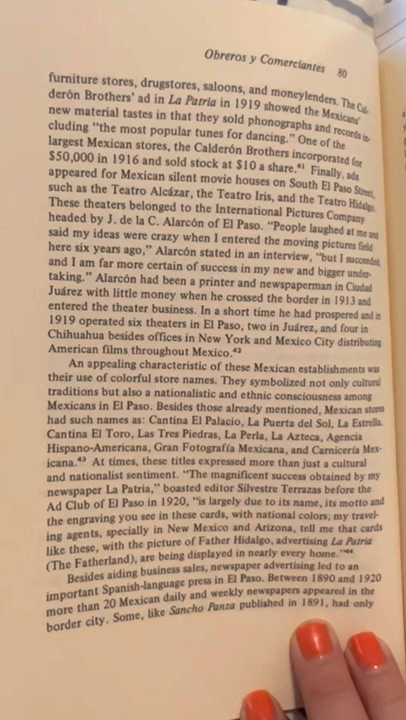 Obreros y Comerciantes 80
furniture stores, drugstores, saloons, and moneylenders. The Cal-
derón Brothers' ad in La Patria in 1919 showed the Mexicans'
new material tastes in that they sold phonographs and records in-
cluding "the most popular tunes for dancing." One of the
largest Mexican stores, the Calderón Brothers incorporated for
$50,000 in 1916 and sold stock at $10 a share.41 Finally, ads
appeared for Mexican silent movie houses on South El Paso Street,
such as the Teatro Alcázar, the Teatro Iris, and the Teatro Hidalgo.
These theaters belonged to the International Pictures Company
headed by J. de la C. Alarcón of El Paso. "People laughed at me and
said my ideas were crazy when I entered the moving pictures field
here six years ago," Alarcón stated in an interview, "but I succeeded,
and I am far more certain of success in my new and bigger under-
taking." Alarcón had been a printer and newspaperman in Ciudad
Juárez with little money when he crossed the border in 1913 and
entered the theater business. In a short time he had prospered and in
1919 operated six theaters in El Paso, two in Juárez, and four in
Chihuahua besides offices in New York and Mexico City distributing
American films throughout Mexico.42
An appealing characteristic of these Mexican establishments was
their use of colorful store names. They symbolized not only cultural
traditions but also a nationalistic and ethnic consciousness among
Mexicans in El Paso. Besides those already mentioned, Mexican stores
had such names as: Cantina El Palacio, La Puerta del Sol, La Estrella,
Cantina El Toro, Las Tres Piedras, La Perla, La Azteca, Agencia
Hispano-Americana, Gran Fotografía Mexicana, and Carnicería Mex-
icana.43 At times, these titles expressed more than just a cultural
and nationalist sentiment. "The magnificent success obtained by my
newspaper La Patria," boasted editor Silvestre Terrazas before the
Ad Club of El Paso in 1920, "is largely due to its name, its motto and
the engraving you see in these cards, with national colors; my travel-
ing agents, specially in New Mexico and Arizona, tell me that cards
like these, with the picture of Father Hidalgo, advertising La Patria
(The Fatherland), are being displayed in nearly every home."44
Besides aiding business sales, newspaper advertising led to an
important Spanish-language press in El Paso. Between 1890 and 1920
more than 20 Mexican daily and weekly newspapers appeared in the
border city. Some, like Sancho Panza published in 1891, had only